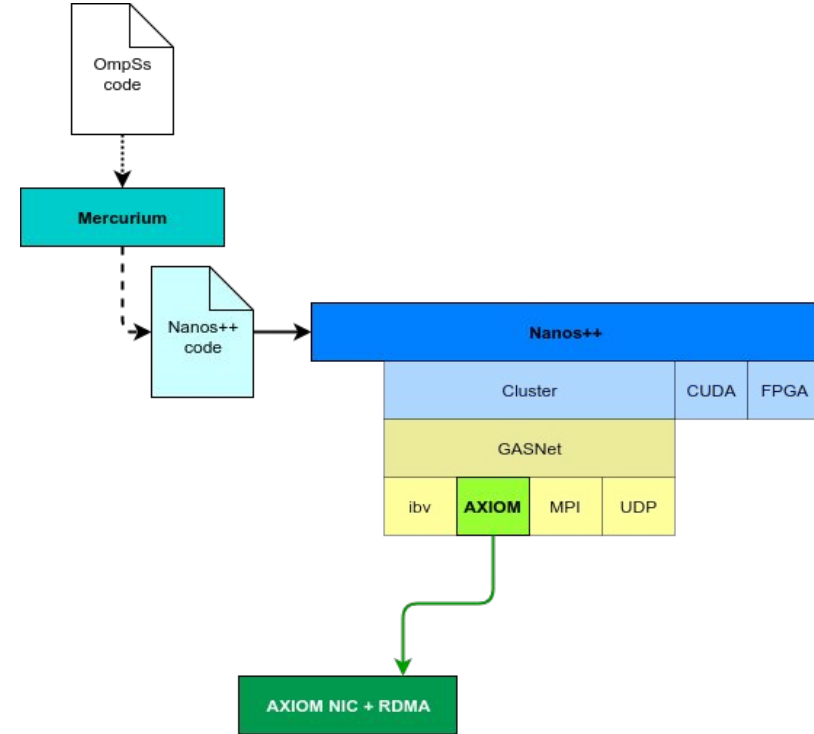 OmpSs
code
Mercurium
Nanos++
code
Nanos++
Cluster
CUDA
FPGA
GASNet
ibv
AXIOM
MPI
UDP
AXIOM NIC + RDMA